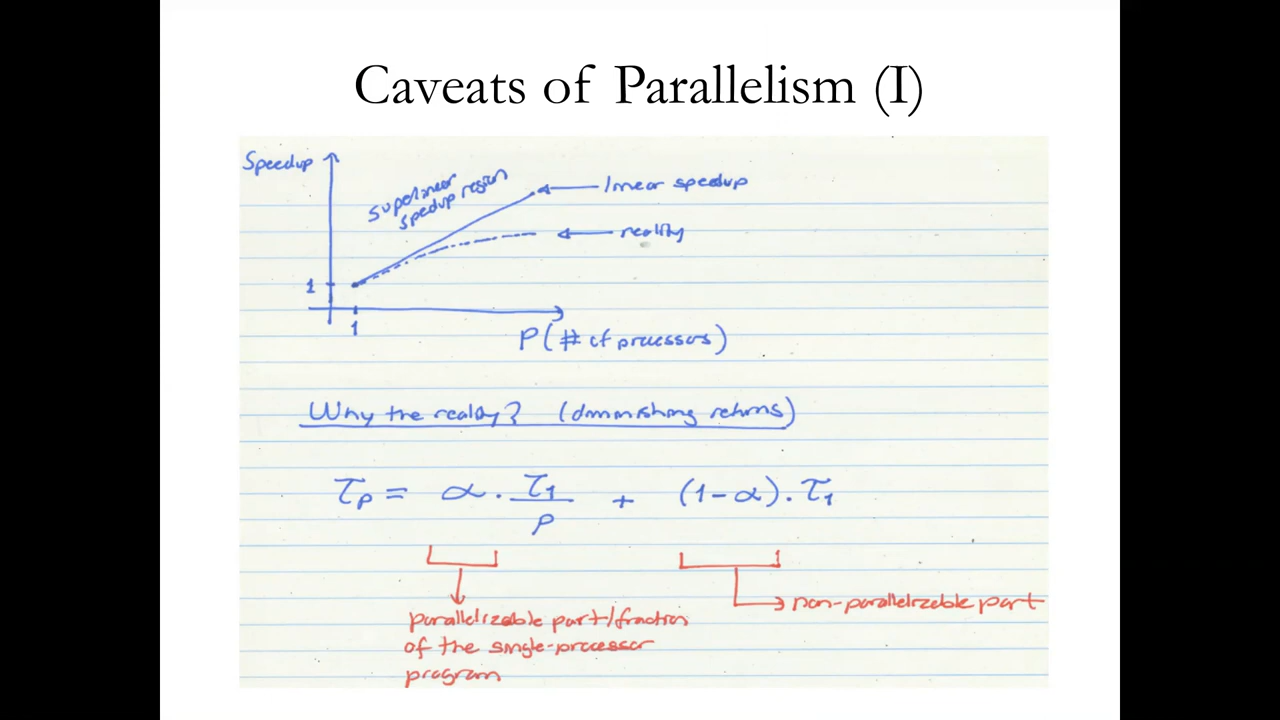 Caveats of Parallelism (I)
Speedup
superlinear
speedup region
linear speedup
reality
1
1
P (# of processors)
Why the reality? (diminishing returns)
τp = α · τ1 / p + (1-α) · τ1
parallelizable part/fraction
of the single-processor
program
non-parallelizable part